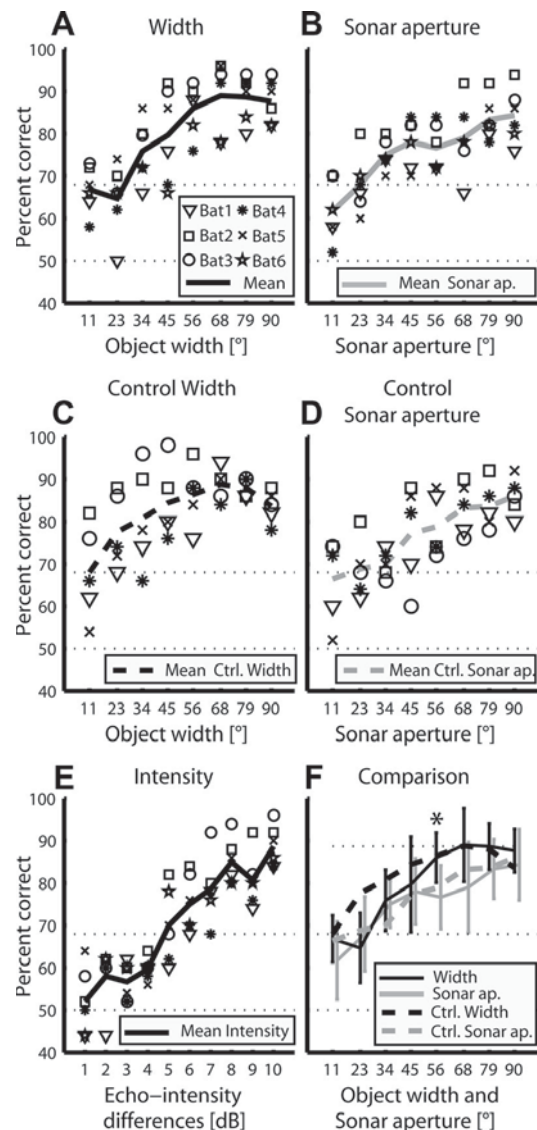 A Width
B Sonar aperture
Percent correct
100
90
80
70
60
50
40
▽ Bat1 ✱ Bat4
□ Bat2 × Bat5
○ Bat3 ☆ Bat6
Mean
Mean Sonar ap.
11 23 34 45 56 68 79 90
Object width [°]
11 23 34 45 56 68 79 90
Sonar aperture [°]
C Control Width
D Control
Sonar aperture
Percent correct
100
90
80
70
60
50
40
Mean Ctrl. Width
Mean Ctrl. Sonar ap.
11 23 34 45 56 68 79 90
Object width [°]
11 23 34 45 56 68 79 90
Sonar aperture [°]
E Intensity
F Comparison
Percent correct
100
90
80
70
60
50
40
*
Mean Intensity
Width
Sonar ap.
Ctrl. Width
Ctrl. Sonar ap.
1 2 3 4 5 6 7 8 9 10
Echo–intensity
differences [dB]
11 23 34 45 56 68 79 90
Object width and
Sonar aperture [°]